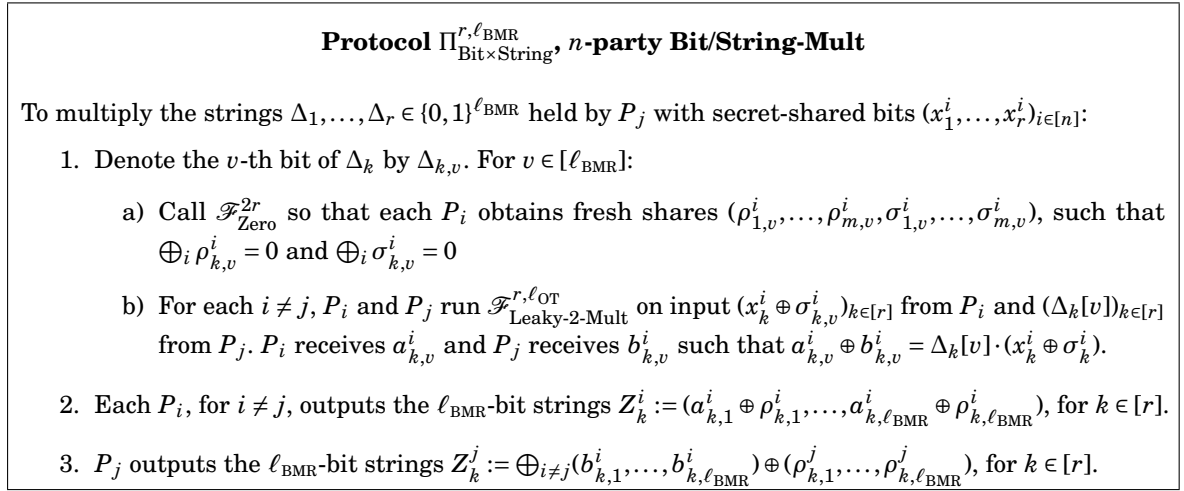 Protocol Π^{r,ℓ_BMR}_{Bit×String}, n-party Bit/String-Mult
To multiply the strings Δ_1,...,Δ_r ∈ {0,1}^{ℓ_BMR} held by P_j with secret-shared bits (x^i_1,...,x^i_r)_{i∈[n]}:
1. Denote the v-th bit of Δ_k by Δ_{k,v}. For v ∈ [ℓ_BMR]:
a) Call ℱ^{2r}_{Zero} so that each P_i obtains fresh shares (ρ^i_{1,v},...,ρ^i_{m,v},σ^i_{1,v},...,σ^i_{m,v}), such that
⊕_i ρ^i_{k,v} = 0 and ⊕_i σ^i_{k,v} = 0
b) For each i ≠ j, P_i and P_j run ℱ^{r,ℓ_OT}_{Leaky-2-Mult} on input (x^i_k ⊕ σ^i_{k,v})_{k∈[r]} from P_i and (Δ_k[v])_{k∈[r]}
from P_j. P_i receives a^i_{k,v} and P_j receives b^i_{k,v} such that a^i_{k,v} ⊕ b^i_{k,v} = Δ_k[v]·(x^i_k ⊕ σ^i_k).
2. Each P_i, for i ≠ j, outputs the ℓ_BMR-bit strings Z^i_k := (a^i_{k,1} ⊕ ρ^i_{k,1},...,a^i_{k,ℓ_BMR} ⊕ ρ^i_{k,ℓ_BMR}), for k ∈ [r].
3. P_j outputs the ℓ_BMR-bit strings Z^j_k := ⊕_{i≠j}(b^i_{k,1},...,b^i_{k,ℓ_BMR}) ⊕ (ρ^j_{k,1},...,ρ^j_{k,ℓ_BMR}), for k ∈ [r].